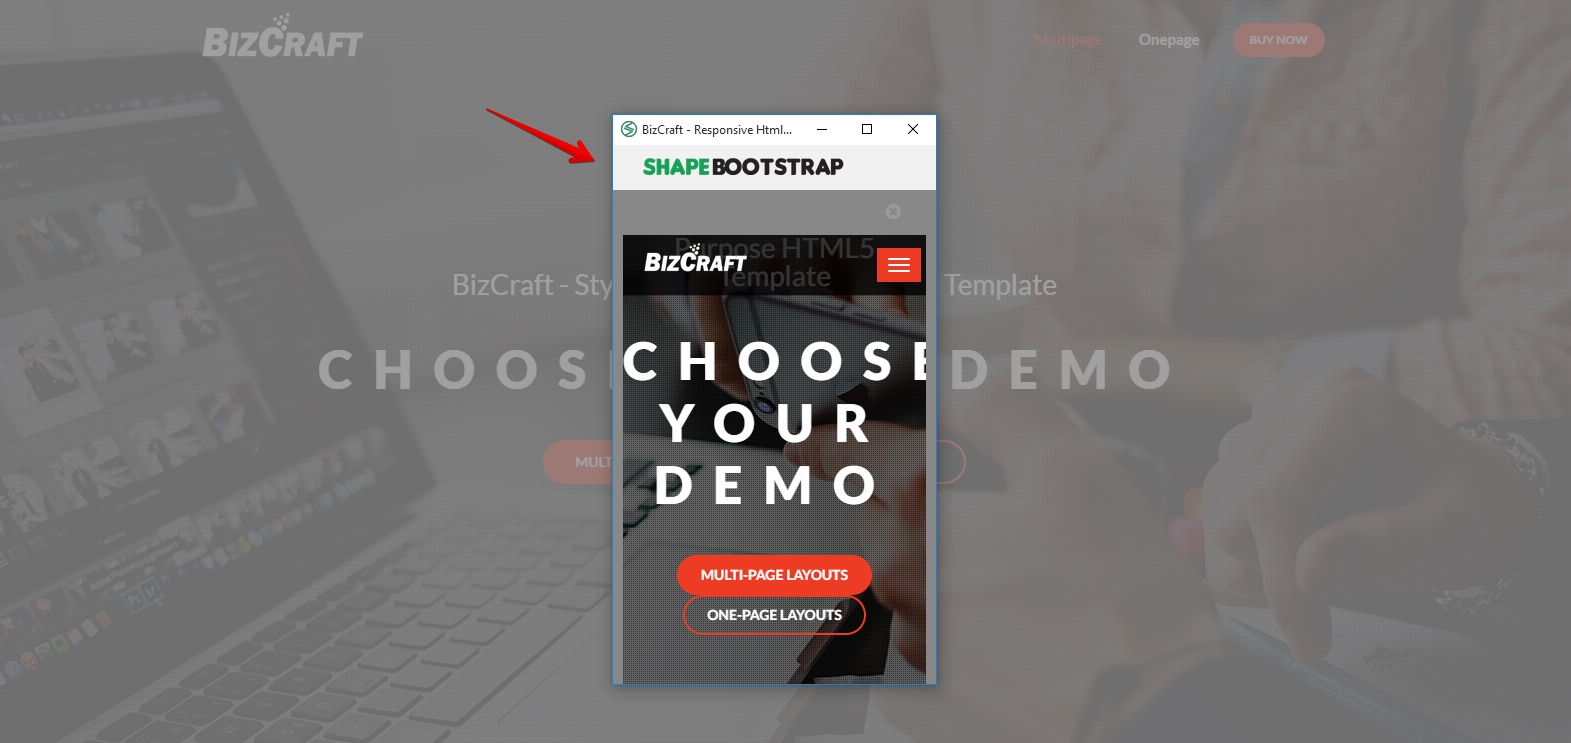 BIZCRAFT
Multipage
Onepage
BUY NOW
BizCraft - Responsive Html...
SHAPEBOOTSTRAP
BizCraft - Sty
Template
Purpose HTML5
Template
BIZCRAFT
CHOOSE
DEMO
CHOOSE
YOUR
DEMO
MULT
MULTI-PAGE LAYOUTS
ONE-PAGE LAYOUTS